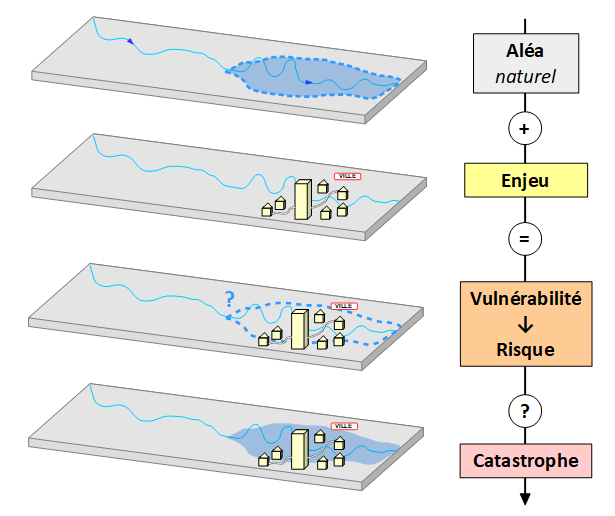 Aléa
naturel
+
VILLE
Enjeu
=
?
VILLE
Vulnérabilité
↓
Risque
?
VILLE
Catastrophe